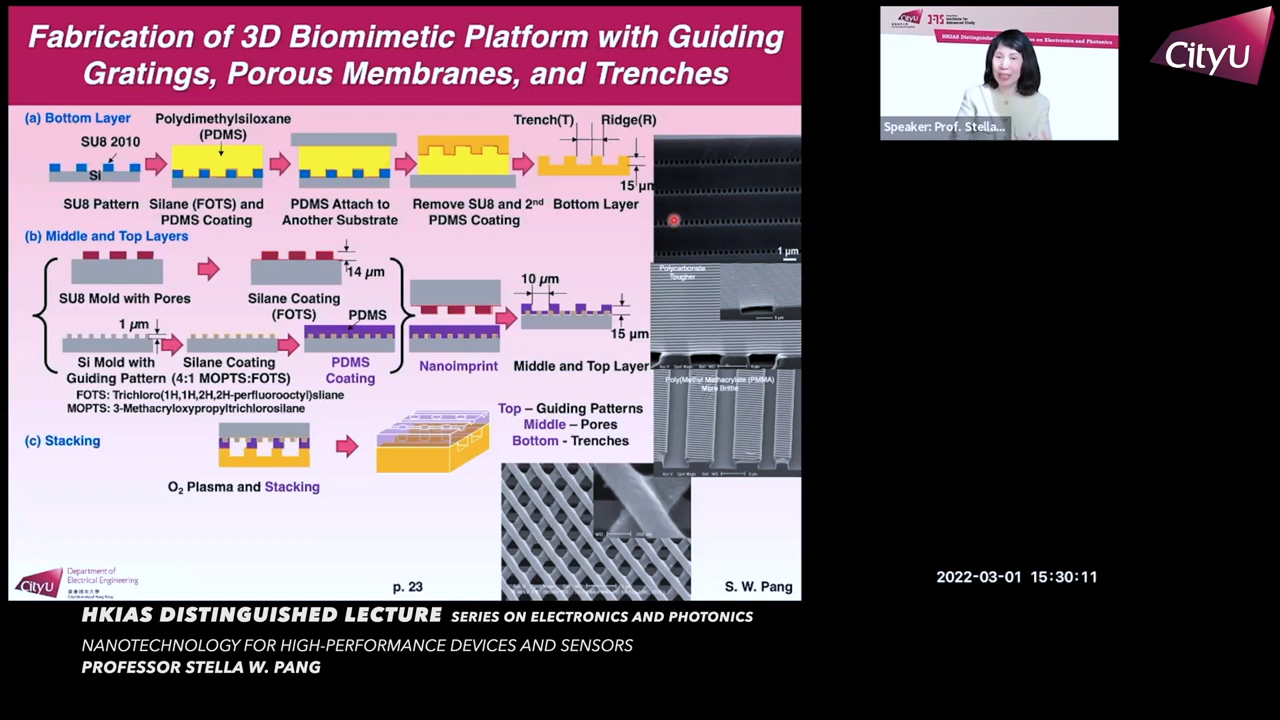 Fabrication of 3D Biomimetic Platform with Guiding
Gratings, Porous Membranes, and Trenches
(a) Bottom Layer
SU8 2010
Si
SU8 Pattern
Polydimethylsiloxane
(PDMS)
Silane (FOTS) and
PDMS Coating
PDMS Attach to
Another Substrate
Remove SU8 and 2nd
PDMS Coating
Trench(T)
Ridge(R)
15 μm
Bottom Layer
(b) Middle and Top Layers
SU8 Mold with Pores
14 μm
Silane Coating
(FOTS)
1 μm
Si Mold with
Guiding Pattern
Silane Coating
(4:1 MOPTS:FOTS)
PDMS
PDMS
Coating
Nanoimprint
10 μm
15 μm
Middle and Top Layer
FOTS: Trichloro(1H,1H,2H,2H-perfluorooctyl)sliane
MOPTS: 3-Methacryloxypropyltrichlorosilane
(c) Stacking
O2 Plasma and Stacking
Top – Guiding Patterns
Middle – Pores
Bottom - Trenches
1 μm
Polycarbonate
Tougher
Poly(Methyl Methacrylate (PMMA)
More Brittle
CityU
Department of
Electrical Engineering
p. 23
S. W. Pang
CityU
Speaker: Prof. Stella...
CityU
2022-03-01 15:30:11
HKIAS DISTINGUISHED LECTURE SERIES ON ELECTRONICS AND PHOTONICS
NANOTECHNOLOGY FOR HIGH-PERFORMANCE DEVICES AND SENSORS
PROFESSOR STELLA W. PANG